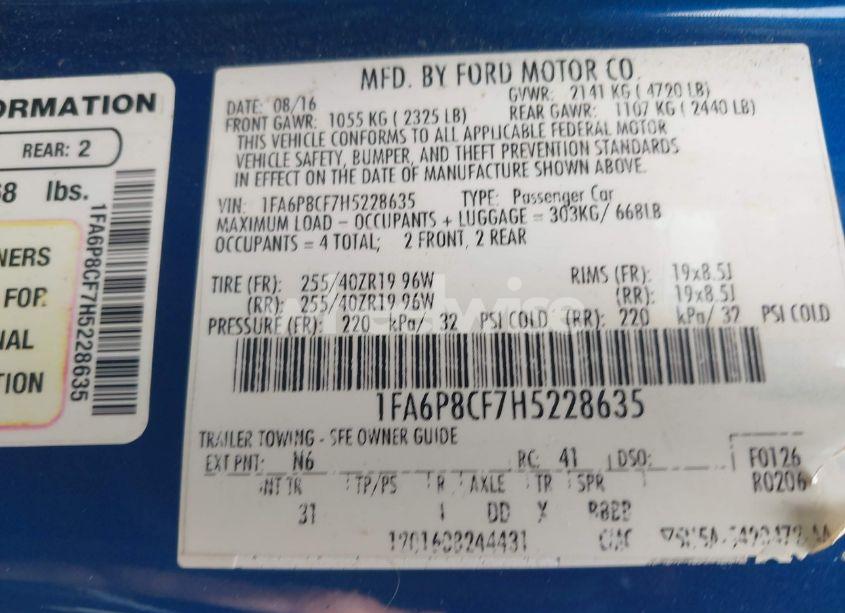 ORMATION
REAR: 2
68 lbs.
NERS
FOR
NAL
TION
1FA6P8CF7H5228635
MFD. BY FORD MOTOR CO.
DATE: 08/16 GVWR: 2141 KG ( 4720 LB)
FRONT GAWR: 1055 KG ( 2325 LB) REAR GAWR: 1107 KG ( 2440 LB)
THIS VEHICLE CONFORMS TO ALL APPLICABLE FEDERAL MOTOR
VEHICLE SAFETY, BUMPER, AND THEFT PREVENTION STANDARDS
IN EFFECT ON THE DATE OF MANUFACTURE SHOWN ABOVE.
VIN: 1FA6P8CF7H5228635 TYPE: Passenger Car
MAXIMUM LOAD – OCCUPANTS + LUGGAGE = 303KG/ 668LB
OCCUPANTS = 4 TOTAL; 2 FRONT, 2 REAR
TIRE (FR): 255/40ZR19 96W RIMS (FR): 19x8.5J
(RR): 255/40ZR19 96W (RR): 19x8.5J
PRESSURE (FR): 220 kPa/ 32 PSI COLD (RR): 220 kPa/ 32 PSI COLD
1FA6P8CF7H5228635
TRAILER TOWING - SEE OWNER GUIDE
EXT PNT: N6 RC: 41 DSO: F0126
INT TR TP/PS R AXLE TR SPR R0206
31 DD X
1201608244431